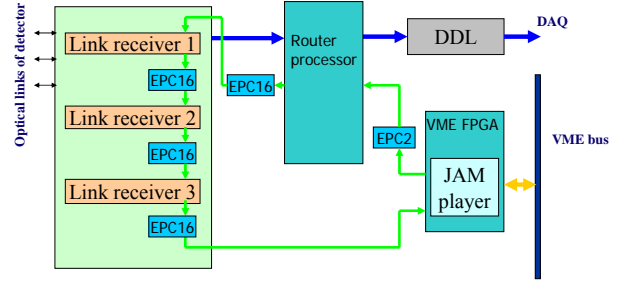 Optical links of detector
Link receiver 1
EPC16
Link receiver 2
EPC16
Link receiver 3
EPC16
EPC16
Router
processor
DDL
DAQ
EPC2
VME FPGA
JAM
player
VME bus